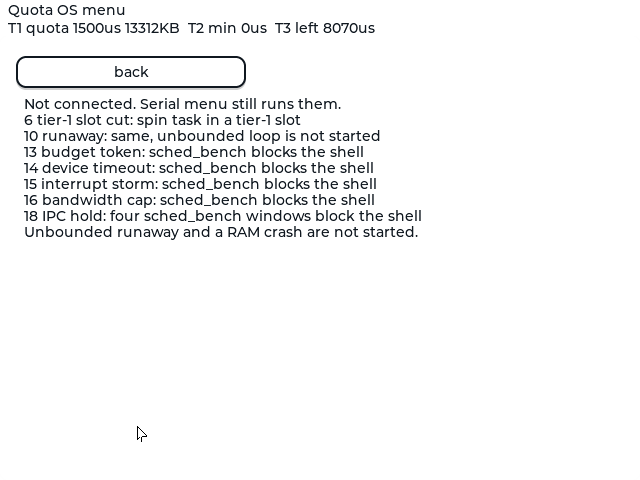 Quota OS menu
T1 quota 1500us 13312KB  T2 min 0us  T3 left 8070us
back
Not connected. Serial menu still runs them.
6 tier-1 slot cut: spin task in a tier-1 slot
10 runaway: same, unbounded loop is not started
13 budget token: sched_bench blocks the shell
14 device timeout: sched_bench blocks the shell
15 interrupt storm: sched_bench blocks the shell
16 bandwidth cap: sched_bench blocks the shell
18 IPC hold: four sched_bench windows block the shell
Unbounded runaway and a RAM crash are not started.